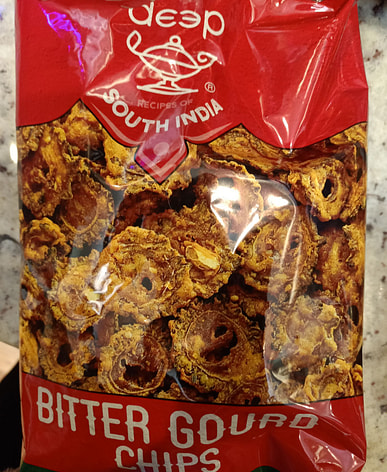 deep
®
RECIPES OF
SOUTH INDIA
BITTER GOURD
CHIPS